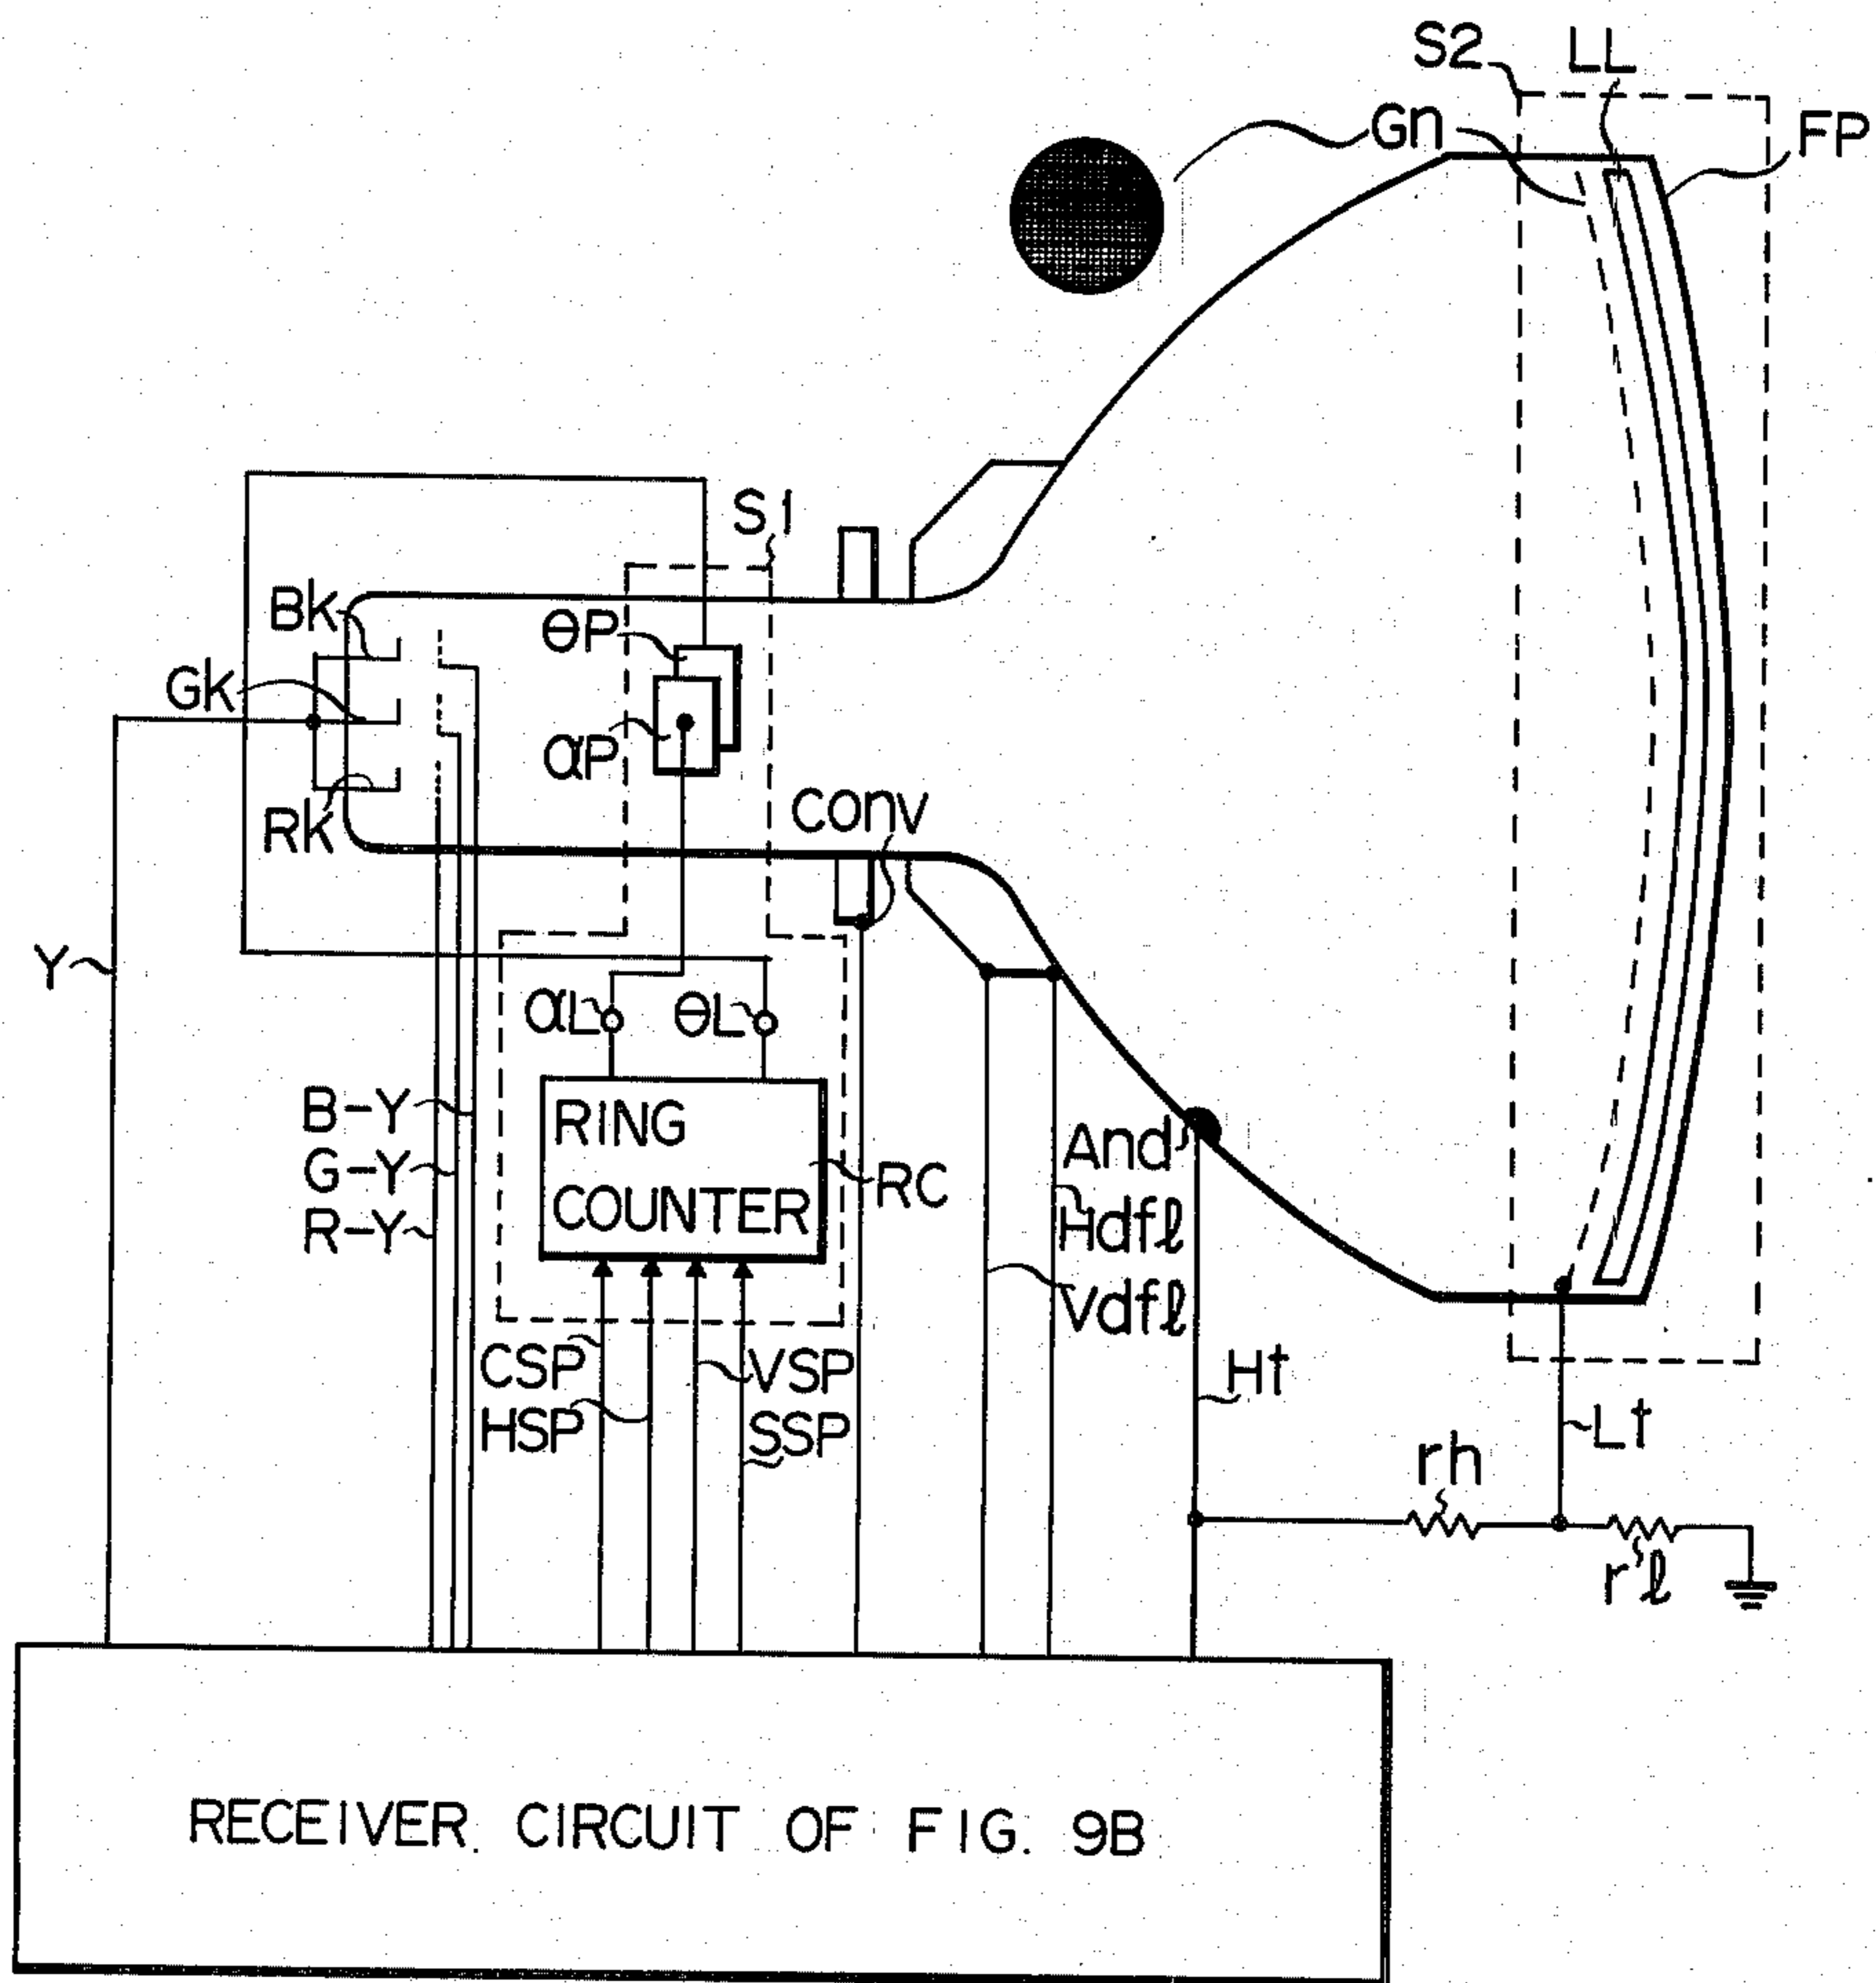 S2
LL
Gn
FP
S1
Bk
θP
Gk
αP
Rk
Conv
Y
αL
θL
B-Y
G-Y
R-Y
RING
COUNTER
RC
And
Hdfℓ
Vdfℓ
CSP
VSP
HSP
SSP
Ht
Lt
rh
rℓ
RECEIVER CIRCUIT OF FIG. 9B